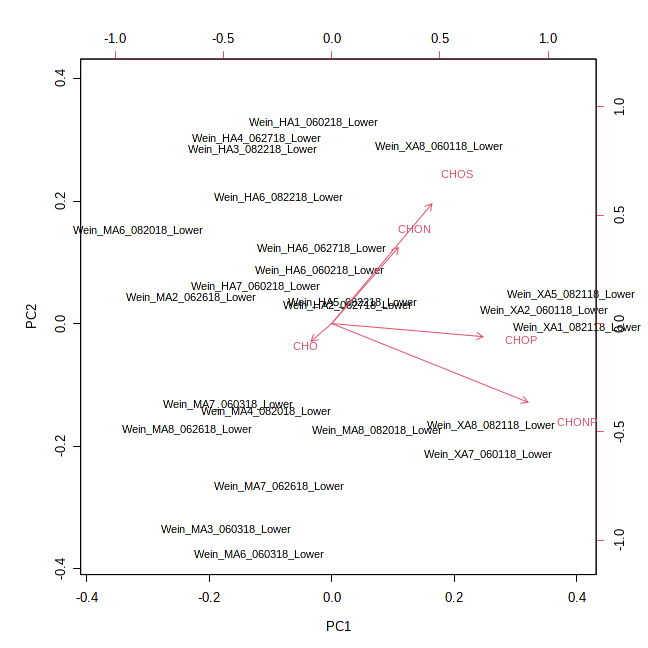 -1.0 -0.5 0.0 0.5 1.0
0.4
1.0
Wein_HA1_060218_Lower
Wein_HA4_062718_Lower
Wein_HA3_082218_Lower
Wein_XA8_060118_Lower
CHOS
Wein_HA6_082218_Lower
0.2
0.5
Wein_MA6_082018_Lower
CHON
Wein_HA6_062718_Lower
Wein_HA6_060218_Lower
Wein_HA7_060218_Lower
Wein_MA2_062618_Lower
Wein_HA5_082218_Lower
Wein_HA2_062718_Lower
Wein_XA5_082118_Lower
Wein_XA2_060118_Lower
Wein_XA1_082118_Lower
PC2
0.0
0.0
CHO
CHOP
Wein_MA7_060318_Lower
Wein_MA4_082018_Lower
Wein_MA8_062618_Lower
Wein_MA8_082018_Lower
Wein_XA8_082118_Lower
CHONP
-0.5
-0.2
Wein_XA7_060118_Lower
Wein_MA7_062618_Lower
Wein_MA3_060318_Lower
Wein_MA6_060318_Lower
-1.0
-0.4
-0.4 -0.2 0.0 0.2 0.4
PC1